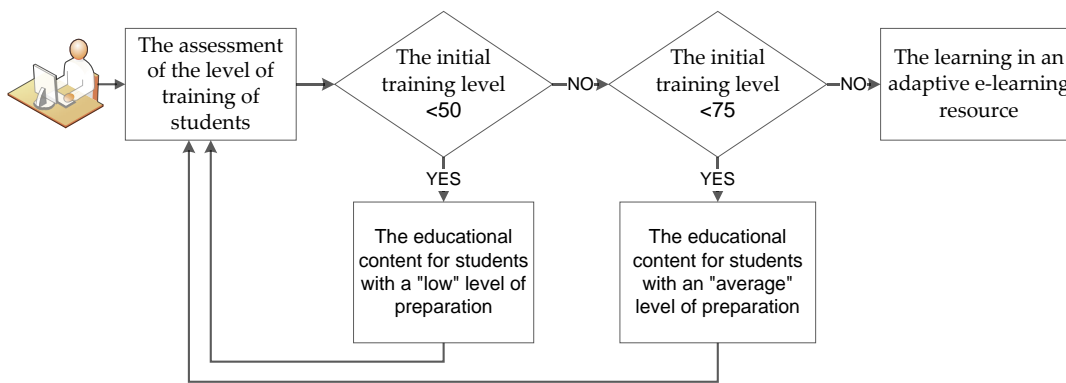 The assessment
of the level of
training of
students
The initial
training level
<50
NO
The initial
training level
<75
NO
The learning in an
adaptive e-learning
resource
YES
YES
The educational
content for students
with a "low" level of
preparation
The educational
content for students
with an "average"
level of preparation